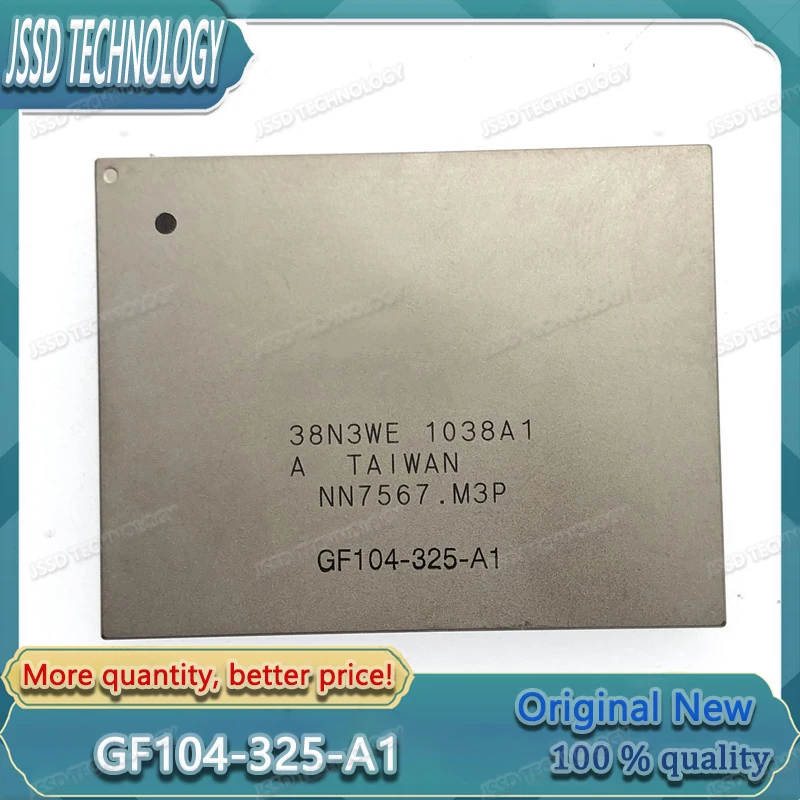 JSSD TECHNOLOGY
38N3WE 1038A1
A TAIWAN
NN7567.M3P
GF104-325-A1
More quantity, better price!
GF104-325-A1
Original New
100 % quality